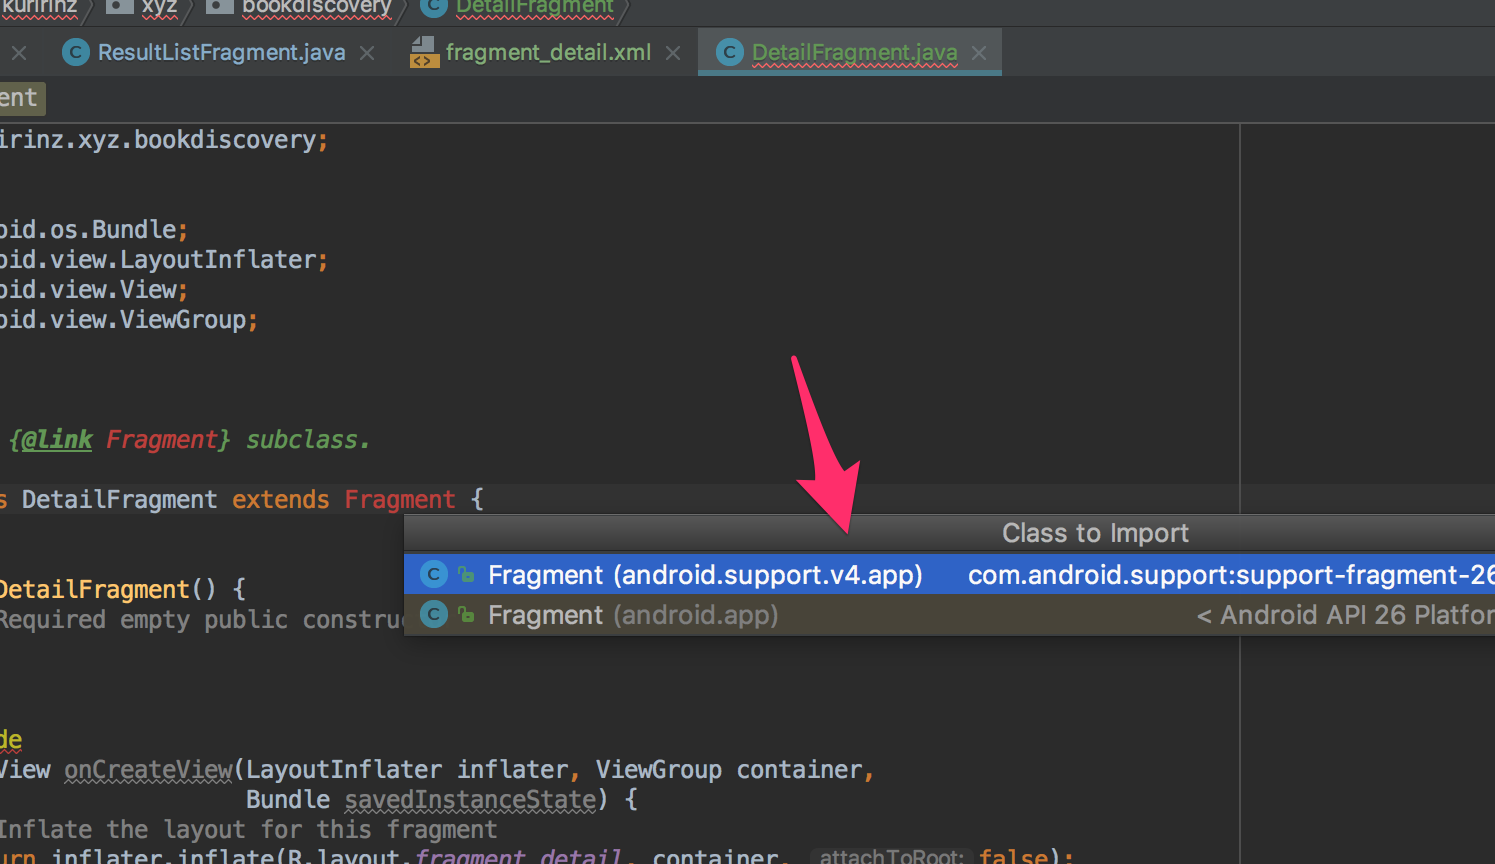 kuririnz xyz bookdiscovery DetailFragment
ResultListFragment.java fragment_detail.xml DetailFragment.java
ent
irinz.xyz.bookdiscovery;
oid.os.Bundle;
oid.view.LayoutInflater;
oid.view.View;
oid.view.ViewGroup;
{@link Fragment} subclass.
s DetailFragment extends Fragment {
Class to Import
Fragment (android.support.v4.app) com.android.support:support-fragment-26
Fragment (android.app) < Android API 26 Platfor
DetailFragment() {
Required empty public constru
de
View onCreateView(LayoutInflater inflater, ViewGroup container,
Bundle savedInstanceState) {
Inflate the layout for this fragment
urn inflater.inflate(R.layout.fragment_detail, container, attachToRoot: false);